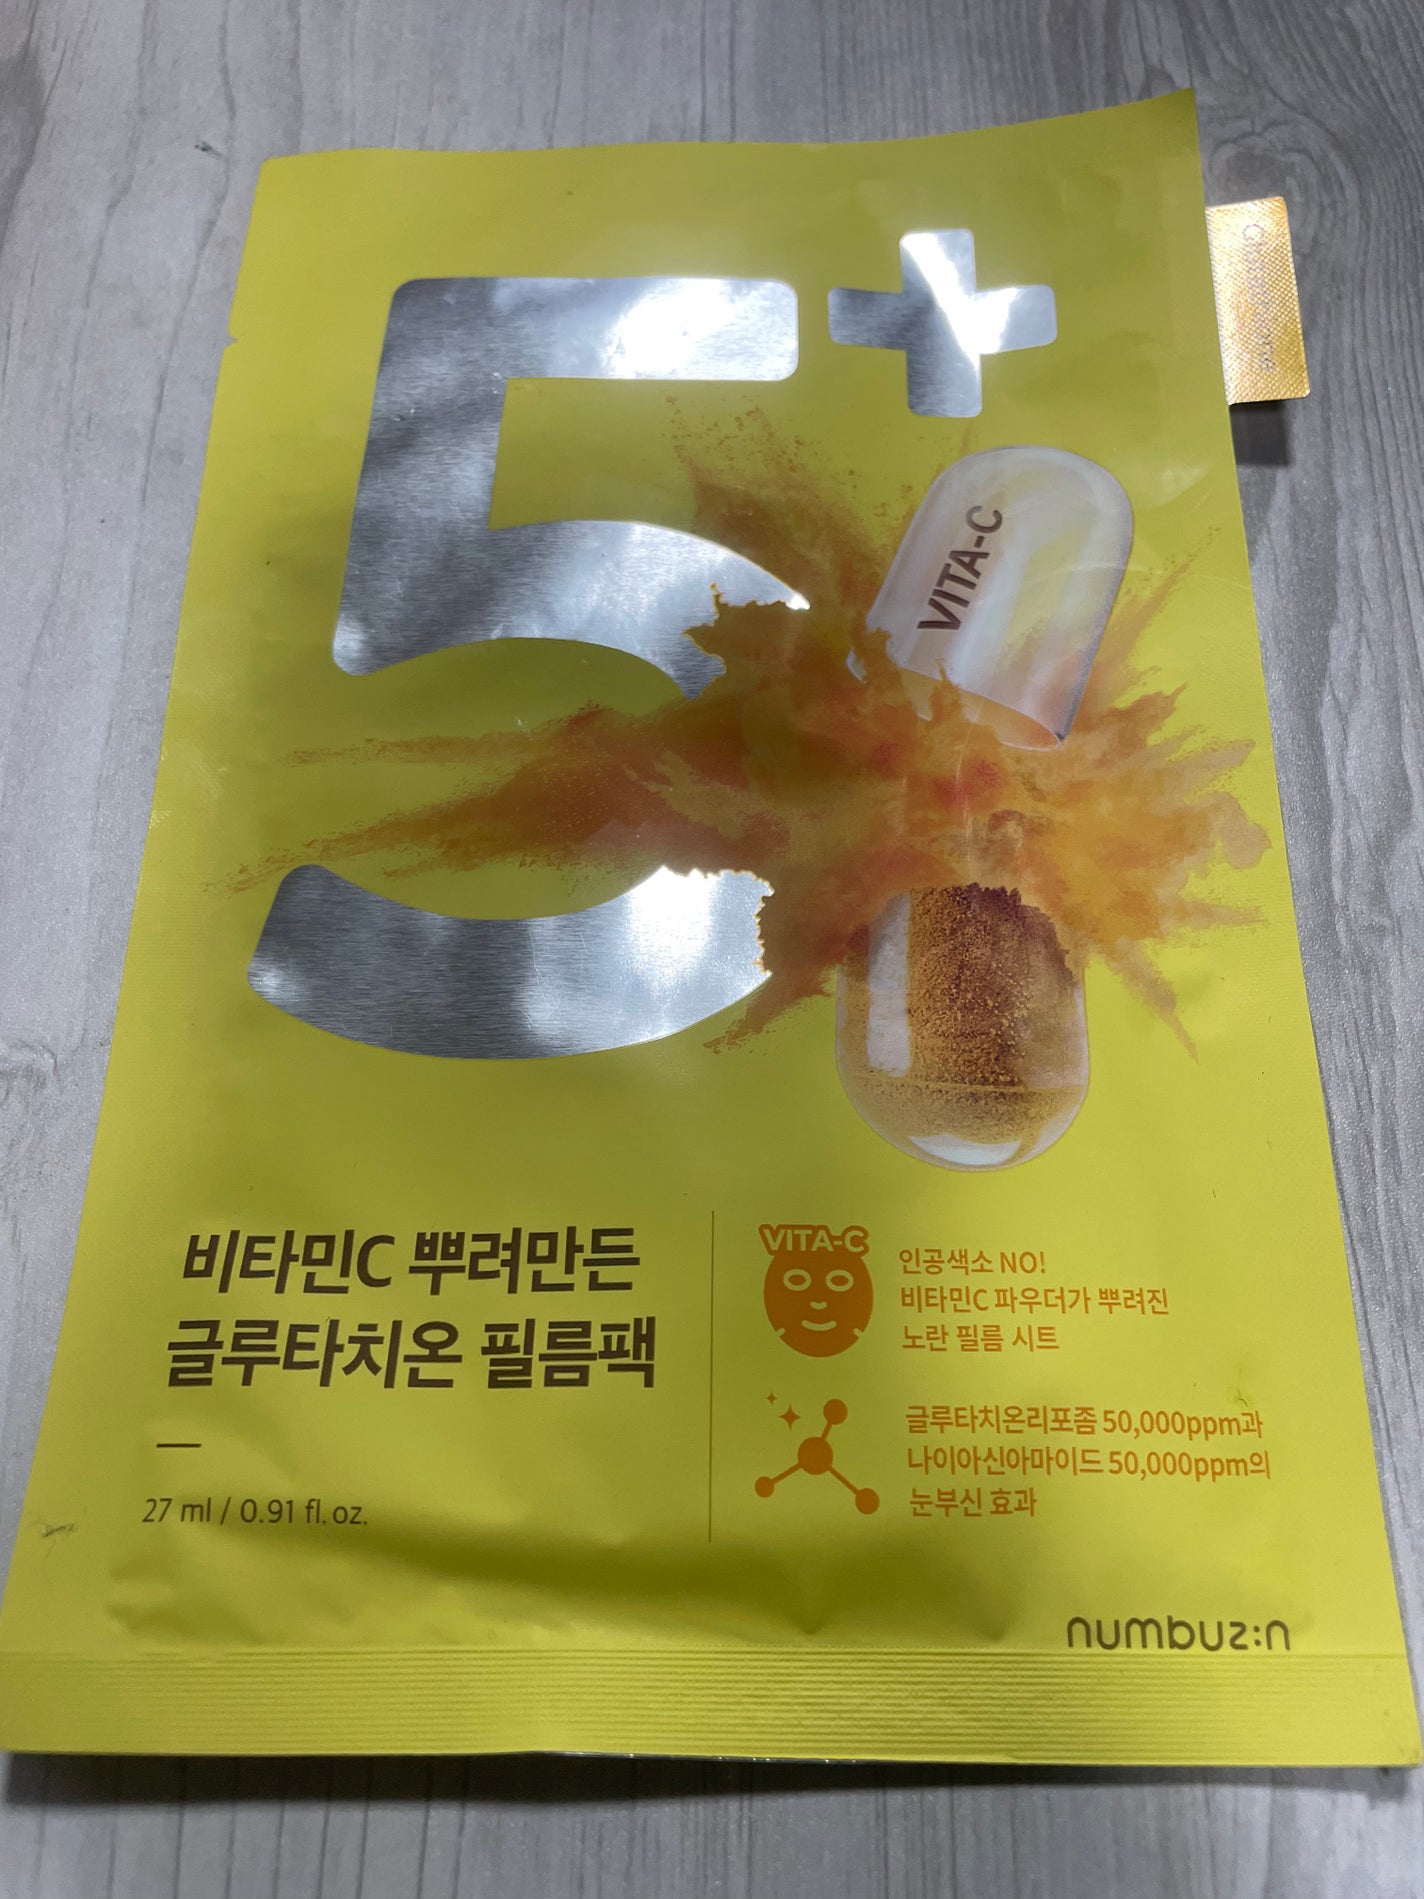 5+
VITA-C
비타민C 뿌려만든
글루타치온 필름팩
27 ml / 0.91 fl. oz.
VITA-C
인공색소 NO!
비타민C 파우더가 뿌려진
노란 필름 시트
글루타치온리포좀 50,000ppm과
나이아신아마이드 50,000ppm의
눈부신 효과
numbuz:n